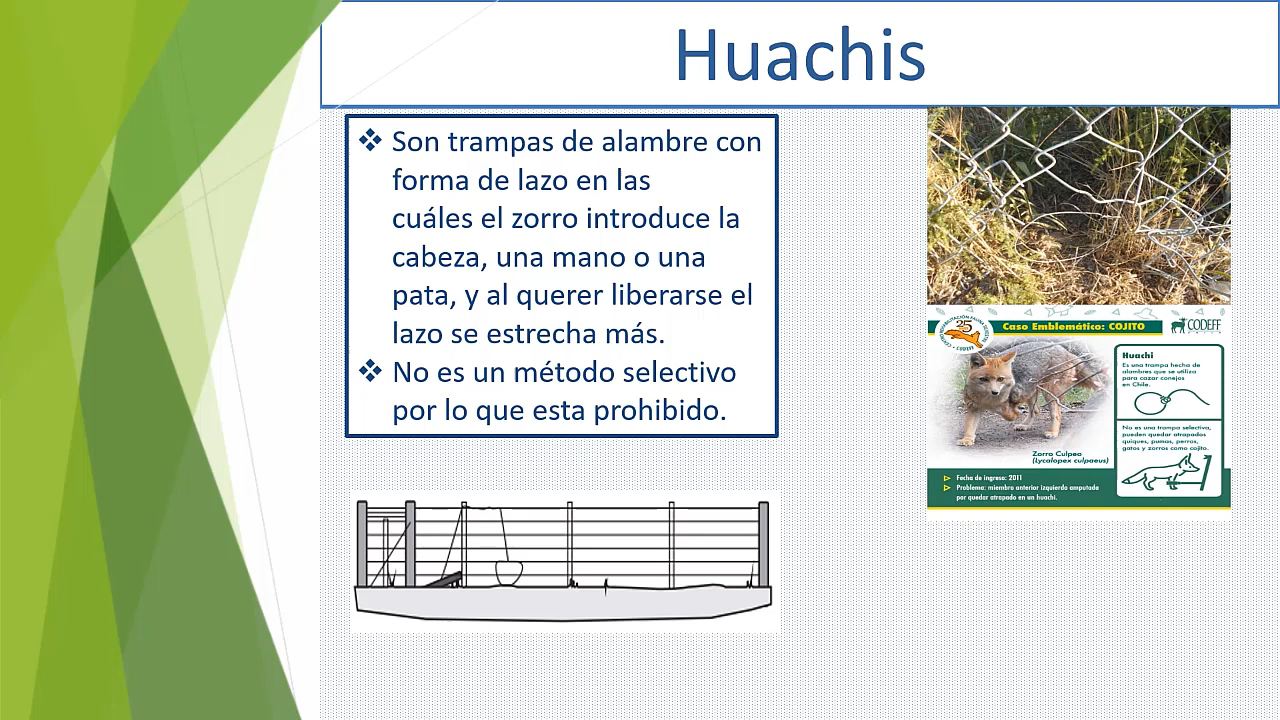 Huachis
❖ Son trampas de alambre con
forma de lazo en las
cuáles el zorro introduce la
cabeza, una mano o una
pata, y al querer liberarse el
lazo se estrecha más.
❖ No es un método selectivo
por lo que esta prohibido.
25
CODEFF
Caso Emblemático: COJITO
CODEFF
Huachi
Es una trampa hecha de
alambres que se utiliza
para cazar conejos
en Chile.
No es una trampa selectiva,
pueden quedar atrapados
quiques, pumas, perros,
gatos y zorros como cojito.
Zorro Culpeo
(Lycalopex culpaeus)
Fecha de ingreso: 2011
Problema: miembro anterior izquierdo amputado
por quedar atrapado en un huachi.